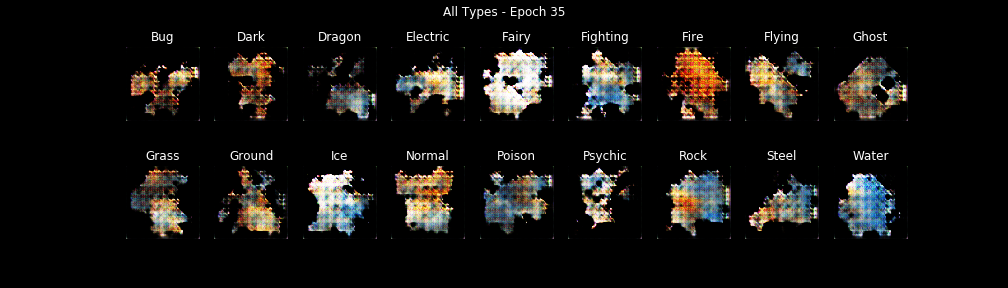 All Types - Epoch 35
Bug Dark Dragon Electric Fairy Fighting Fire Flying Ghost
Grass Ground Ice Normal Poison Psychic Rock Steel Water